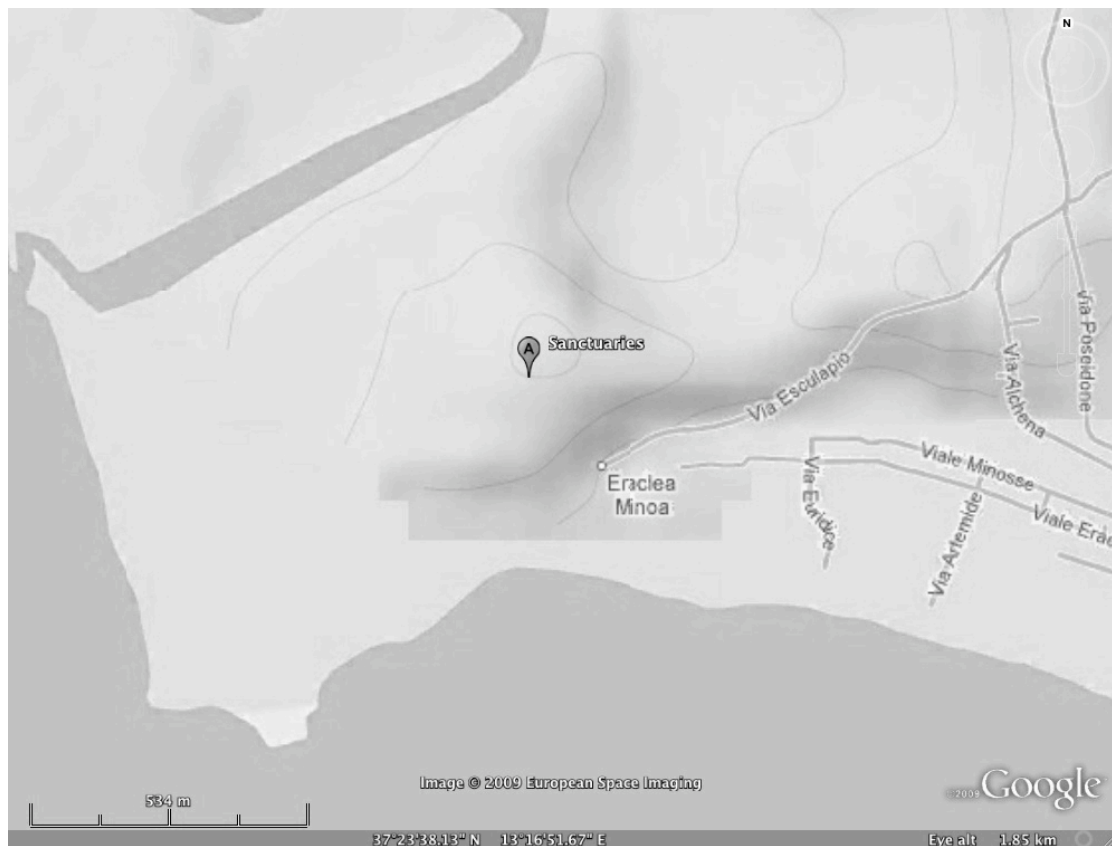 N
A
Sanctuaries
Via Poseidone
Via Esculapio
Via Alchena
Viale Minosse
Eraclea
Minoa
Via Euridice
Via Artemide
Viale Erac
Image © 2009 European Space Imaging
©2009 Google
534 m
37°23'38.13" N 13°16'51.67" E
Eye alt 1.85 km